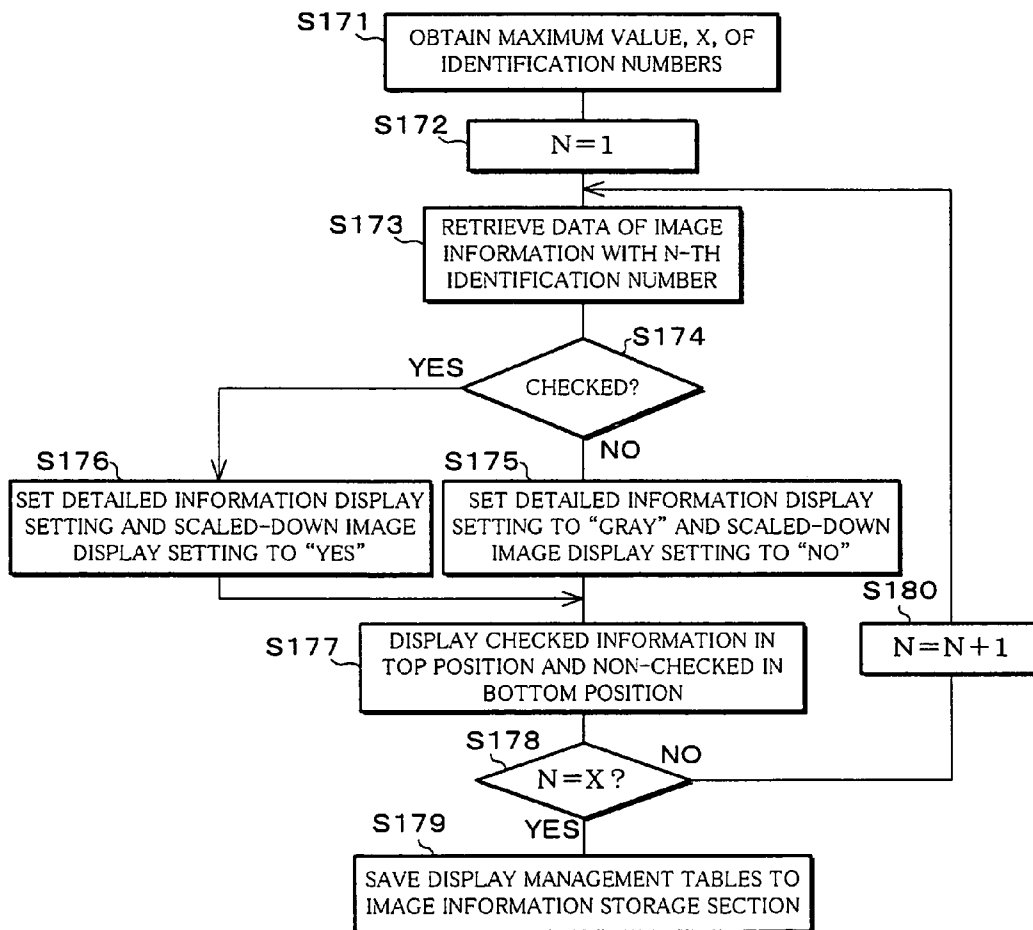 S171
OBTAIN MAXIMUM VALUE, X, OF
IDENTIFICATION NUMBERS
S172
N=1
S173
RETRIEVE DATA OF IMAGE
INFORMATION WITH N-TH
IDENTIFICATION NUMBER
S174
YES
CHECKED?
NO
S176
SET DETAILED INFORMATION DISPLAY
SETTING AND SCALED-DOWN IMAGE
DISPLAY SETTING TO “YES”
S175
SET DETAILED INFORMATION DISPLAY
SETTING TO “GRAY” AND SCALED-DOWN
IMAGE DISPLAY SETTING TO “NO”
S180
N=N+1
S177
DISPLAY CHECKED INFORMATION IN
TOP POSITION AND NON-CHECKED IN
BOTTOM POSITION
S178
N=X?
NO
YES
S179
SAVE DISPLAY MANAGEMENT TABLES TO
IMAGE INFORMATION STORAGE SECTION